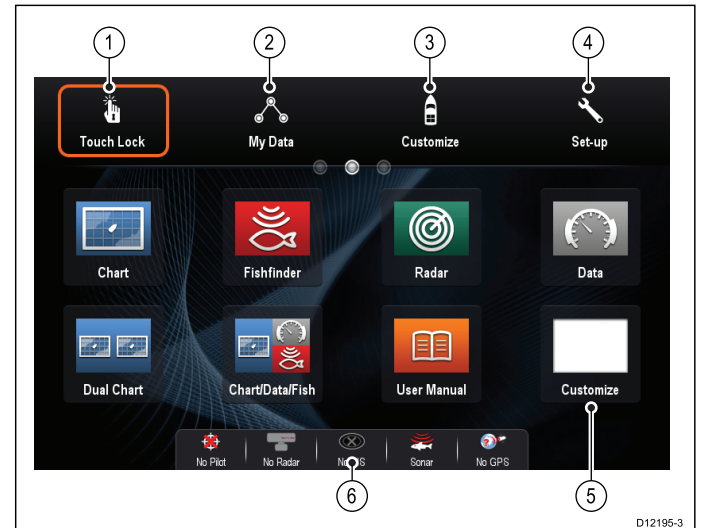 1 2 3 4
Touch Lock My Data Customize Set-up
Chart Fishfinder Radar Data
Dual Chart Chart/Data/Fish User Manual Customize
No Pilot No Radar Sonar No GPS
6 5
D12195-3